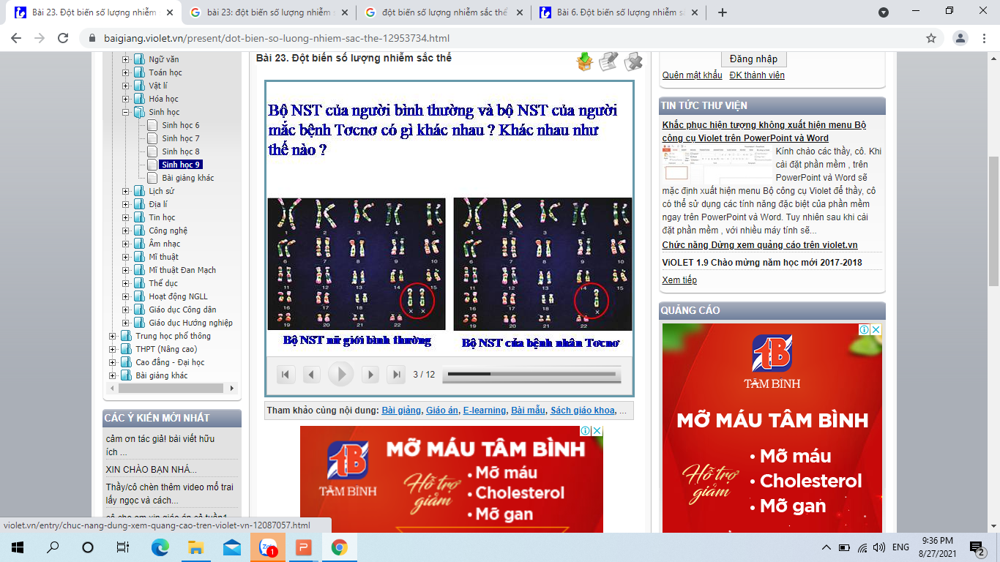 Bài 23. Đột biến số lượng nhiễm
bài 23: đột biến số lượng nhiễm s
đột biến số lượng nhiễm sắc thể
Bài 6. Đột biến số lượng nhiễm sắ
baigiang.violet.vn/present/dot-bien-so-luong-nhiem-sac-the-12953734.html
Ngữ văn
Toán học
Vật lí
Hóa học
Sinh học
Sinh học 6
Sinh học 7
Sinh học 8
Sinh học 9
Bài giảng khác
Lịch sử
Địa lí
Tin học
Công nghệ
Âm nhạc
Mĩ thuật
Mĩ thuật Đan Mạch
Thể dục
Hoạt động NGLL
Giáo dục Công dân
Giáo dục Hướng nghiệp
Trung học phổ thông
THPT (Nâng cao)
Cao đẳng - Đại học
Bài giảng khác
CÁC Ý KIẾN MỚI NHẤT
cảm ơn tác giả! bài viết hữu
ích ...
XIN CHÀO BẠN NHÁ...
Thầy/cô chèn thêm video mổ trai
lấy ngọc và cách...
violet.vn/entry/chuc-nang-dung-xem-quang-cao-tren-violet-vn-12087057.html
Bài 23. Đột biến số lượng nhiễm sắc thể
Bộ NST của người bình thường và bộ NST của người
mắc bệnh Tơcnơ có gì khác nhau ? Khác nhau như
thế nào ?
1 2 3 4 5
6 7 8 9 10
11 12 13 14 15
16 17 18 X X
19 20 21 22
Bộ NST nữ giới bình thường
1 2 3 4 5
6 7 8 9 10
11 12 13 14 15
16 17 18 X
19 20 21 22
Bộ NST của bệnh nhân Tơcnơ
3 / 12
Tham khảo cùng nội dung: Bài giảng, Giáo án, E-learning, Bài mẫu, Sách giáo khoa, ...
TB
TÂM BÌNH
MỠ MÁU TÂM BÌNH
Hỗ trợ
giảm
• Mỡ máu
• Cholesterol
• Mỡ gan
Đăng nhập
Quên mật khẩu ĐK thành viên
TIN TỨC THƯ VIỆN
Khắc phục hiện tượng không xuất hiện menu Bộ
công cụ Violet trên PowerPoint và Word
Kính chào các thầy, cô. Khi
cài đặt phần mềm , trên
PowerPoint và Word sẽ
mặc định xuất hiện menu Bộ công cụ Violet để thầy, cô
có thể sử dụng các tính năng đặc biệt của phần mềm
ngay trên PowerPoint và Word. Tuy nhiên sau khi cài
đặt phần mềm , với nhiều máy tính sẽ...
Chức năng Dừng xem quảng cáo trên violet.vn
ViOLET 1.9 Chào mừng năm học mới 2017-2018
Xem tiếp
QUẢNG CÁO
TB
TÂM BÌNH
MỠ MÁU TÂM BÌNH
Hỗ trợ
giảm
• Mỡ máu
• Cholesterol
• Mỡ gan
Zalo
1
ENG
9:36 PM
8/27/2021
2